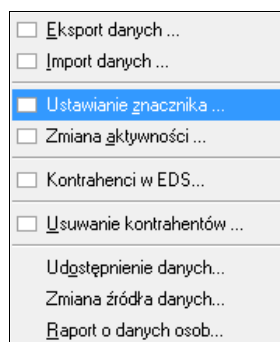 Eksport danych ...
Import danych ...
Ustawianie znacznika ...
Zmiana aktywności ...
Kontrahenci w EDS...
Usuwanie kontrahentów ...
Udostępnienie danych...
Zmiana źródła danych...
Raport o danych osob...